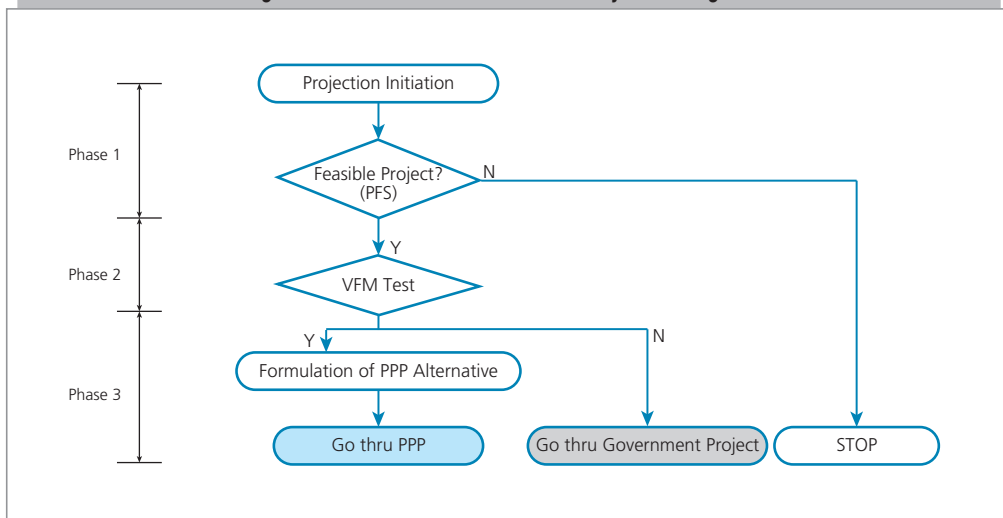 Projection Initiation
Phase 1
Feasible Project?
(PFS)
N
Y
Phase 2
VFM Test
Y
N
Formulation of PPP Alternative
Phase 3
Go thru PPP
Go thru Government Project
STOP